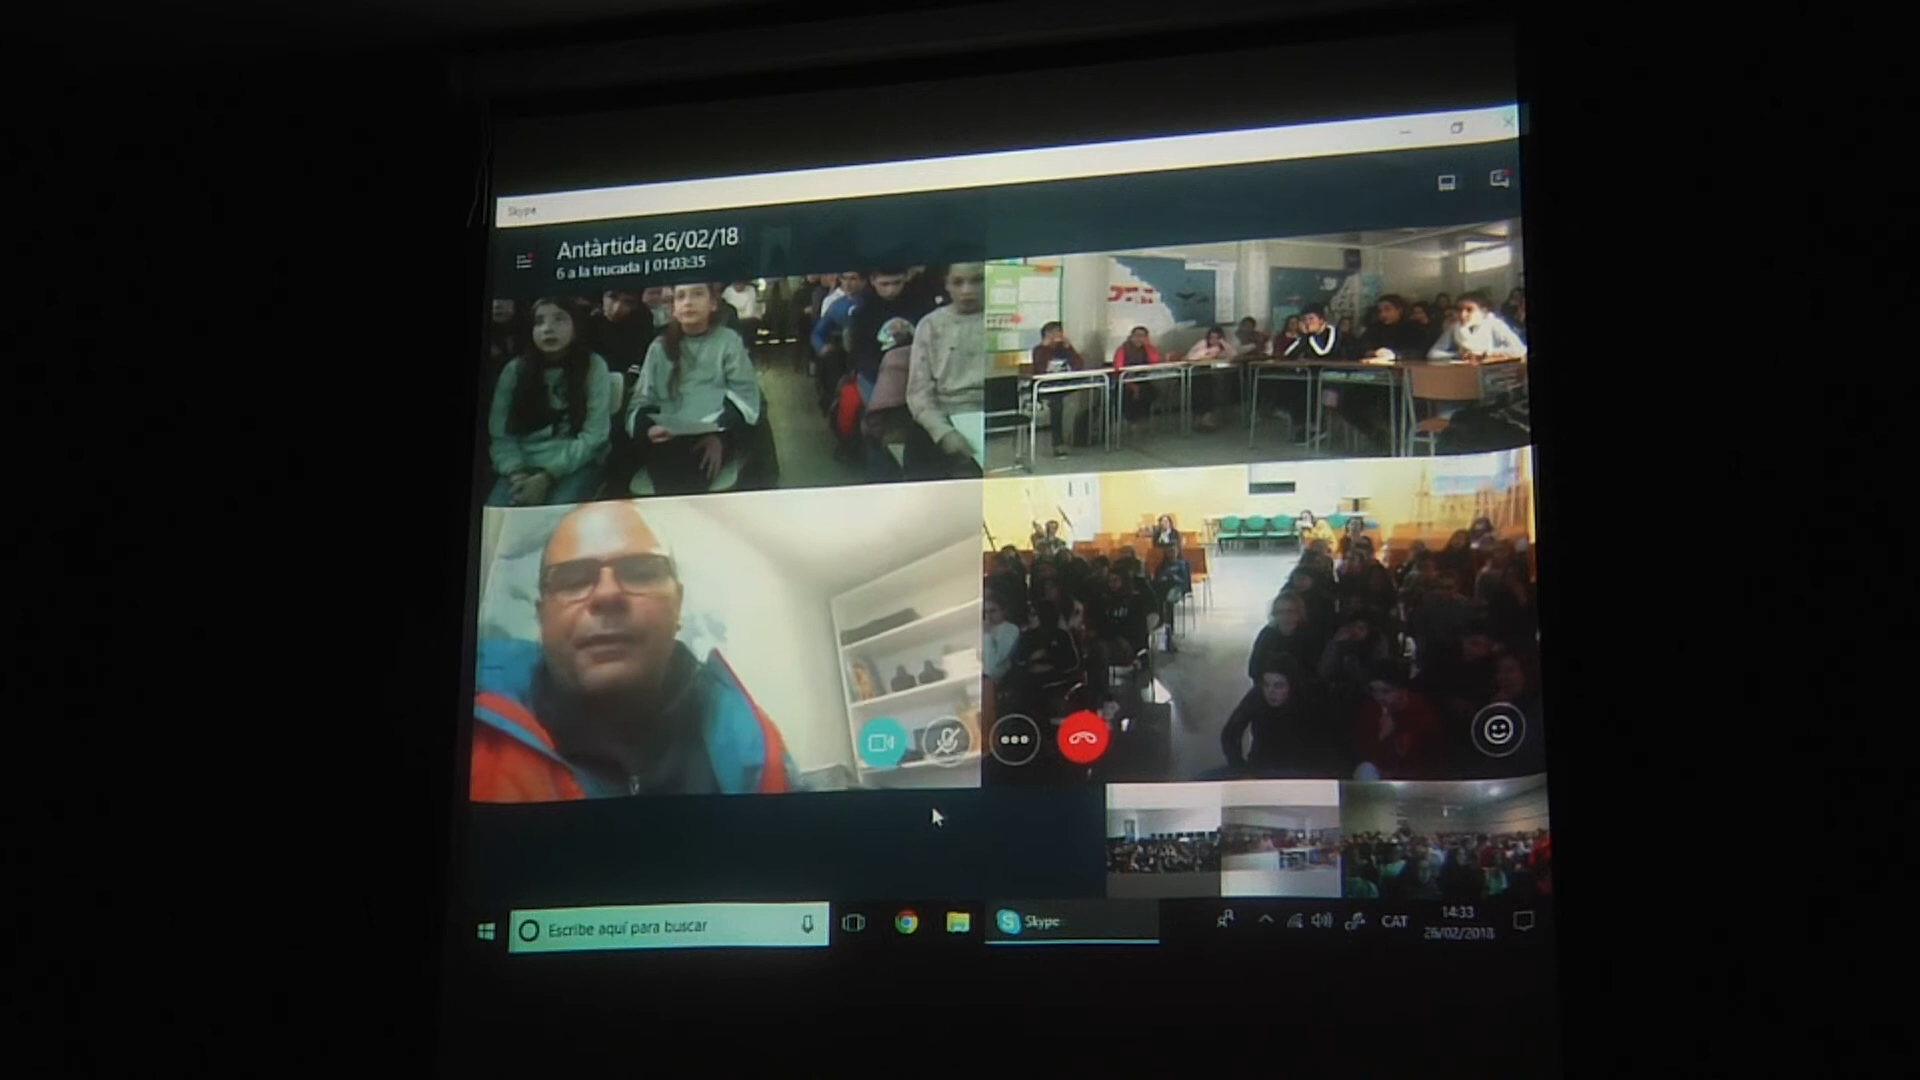 Skype
Antàrtida 26/02/18
6 a la trucada | 01:03:35
Escribe aquí para buscar
Skype
CAT
14:33
26/02/2018